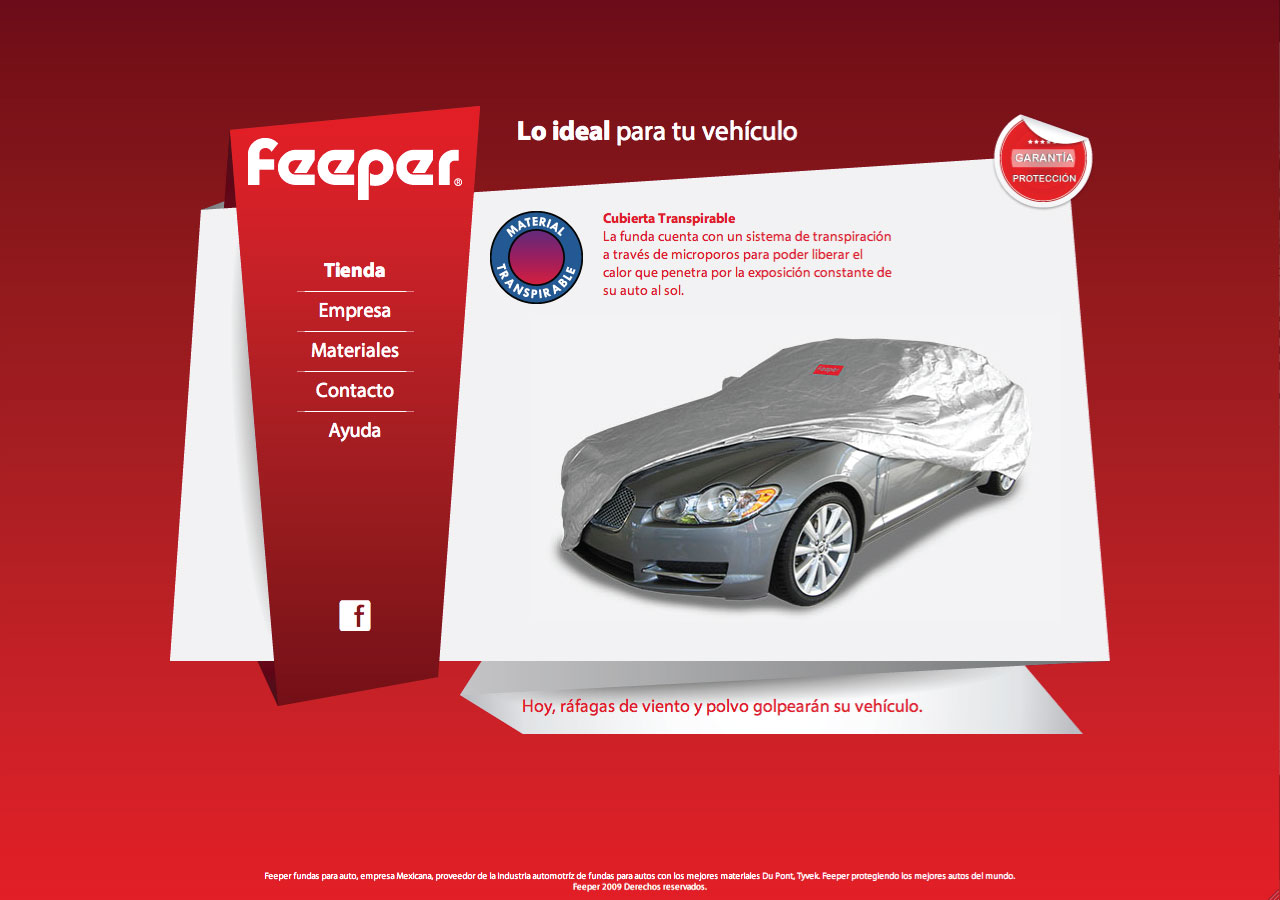 Feeper®
Lo ideal para tu vehículo
GARANTÍA
PROTECCIÓN
MATERIAL
TRANSPIRABLE
Cubierta Transpirable
La funda cuenta con un sistema de transpiración
a través de microporos para poder liberar el
calor que penetra por la exposición constante de
su auto al sol.
Tienda
Empresa
Materiales
Contacto
Ayuda
Feeper
f
Hoy, ráfagas de viento y polvo golpearán su vehículo.
Feeper fundas para auto, empresa Mexicana, proveedor de la industria automotríz de fundas para autos con los mejores materiales Du Pont, Tyvek. Feeper protegiendo los mejores autos del mundo.
Feeper 2009 Derechos reservados.